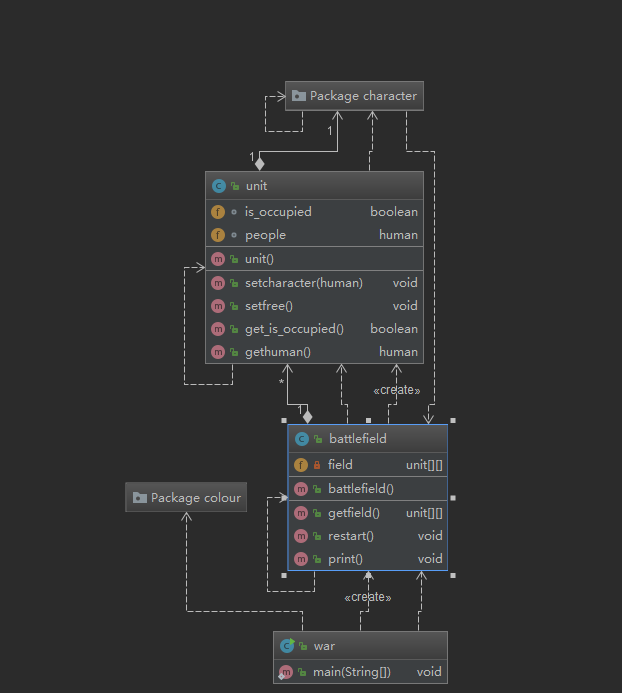 Package character
1
1
unit
is_occupied boolean
people human
unit()
setcharacter(human) void
setfree() void
get_is_occupied() boolean
gethuman() human
*
«create»
1
battlefield
field unit[][]
battlefield()
Package colour
getfield() unit[][]
restart() void
print() void
«create»
war
main(String[]) void